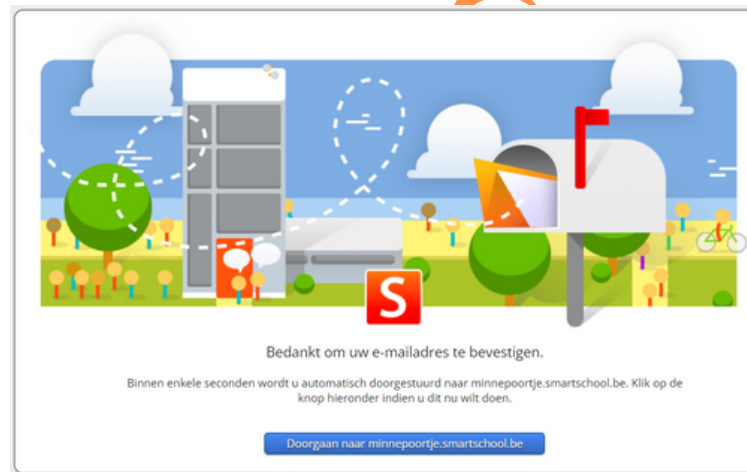 S
Bedankt om uw e-mailadres te bevestigen.
Binnen enkele seconden wordt u automatisch doorgestuurd naar minnepoortje.smartschool.be. Klik op de
knop hieronder indien u dit nu wilt doen.
Doorgaan naar minnepoortje.smartschool.be